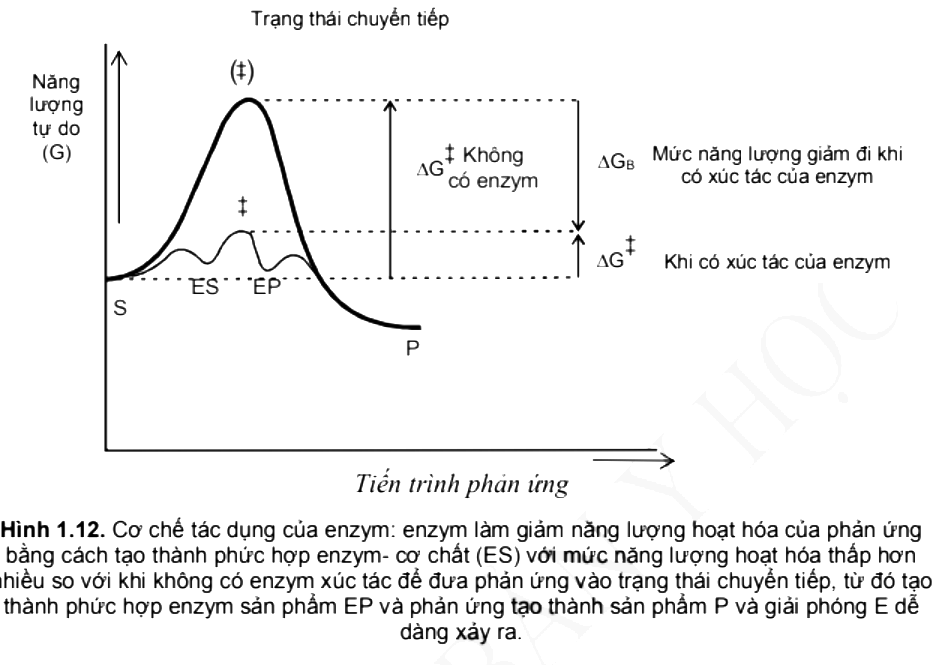 Trạng thái chuyển tiếp
Năng
lượng
tự do
(G)
(‡)
ΔG‡ Không
có enzym
ΔGB Mức năng lượng giảm đi khi
có xúc tác của enzym
‡
ΔG‡ Khi có xúc tác của enzym
ES
EP
S
P
Tiến trình phản ứng
Hình 1.12. Cơ chế tác dụng của enzym: enzym làm giảm năng lượng hoạt hóa của phản ứng
bằng cách tạo thành phức hợp enzym- cơ chất (ES) với mức năng lượng hoạt hóa thấp hơn
nhiều so với khi không có enzym xúc tác để đưa phản ứng vào trạng thái chuyển tiếp, từ đó tạo
thành phức hợp enzym sản phẩm EP và phản ứng tạo thành sản phẩm P và giải phóng E dễ
dàng xảy ra.
BẢN Y HỌC